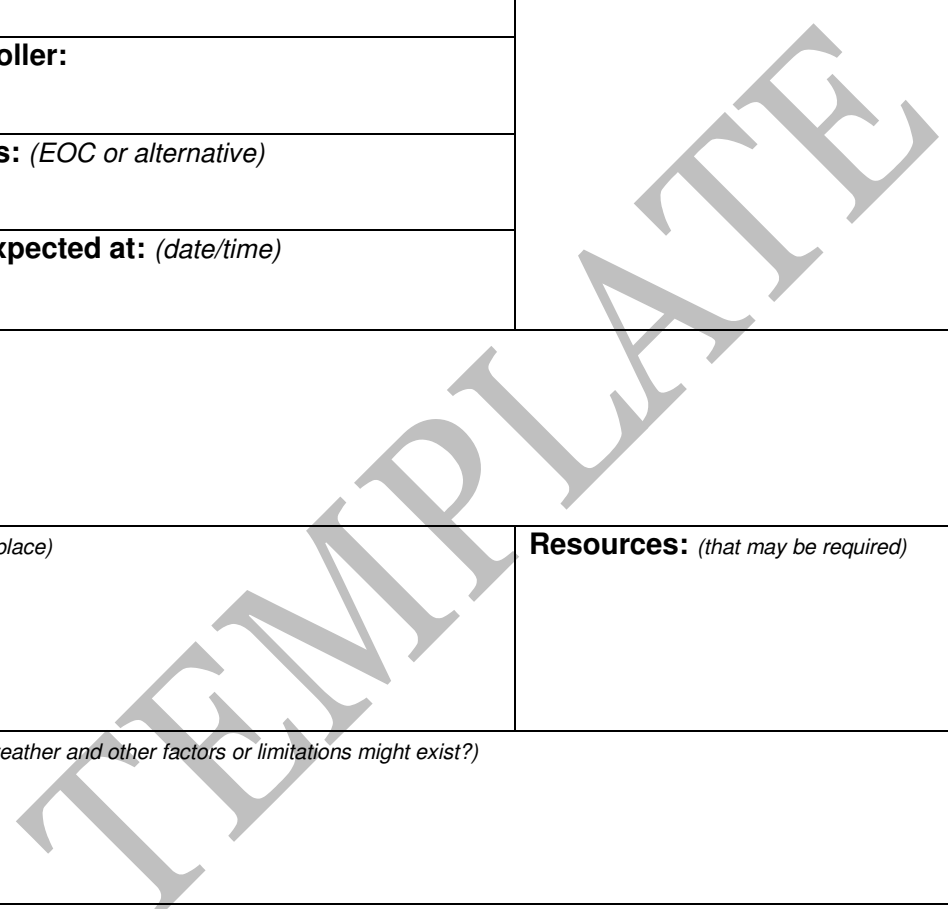 oller:
s: (EOC or alternative)
xpected at: (date/time)
place)
Resources: (that may be required)
eather and other factors or limitations might exist?)
TEMPLATE